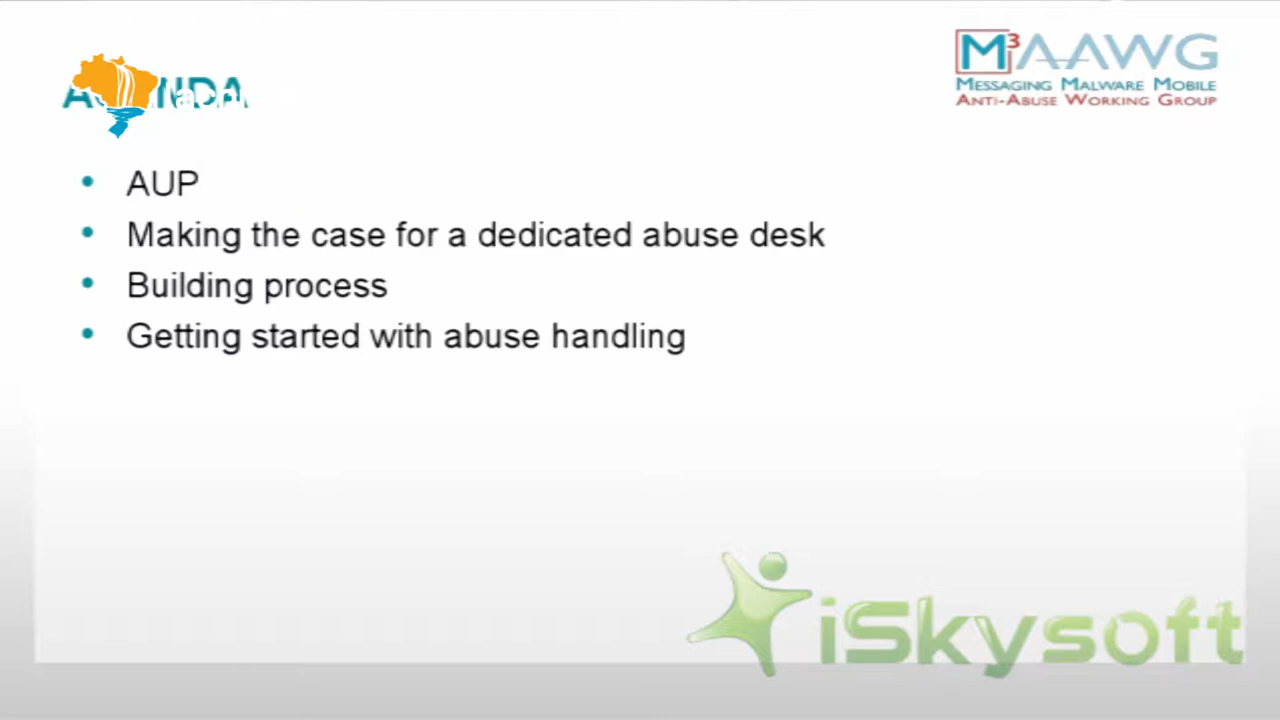 M3AAWG
MESSAGING MALWARE MOBILE
ANTI-ABUSE WORKING GROUP
AUP
Making the case for a dedicated abuse desk
Building process
Getting started with abuse handling
iSkysoft